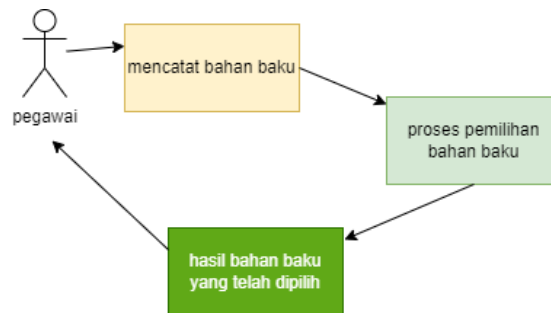 pegawai
mencatat bahan baku
proses pemilihan
bahan baku
hasil bahan baku
yang telah dipilih